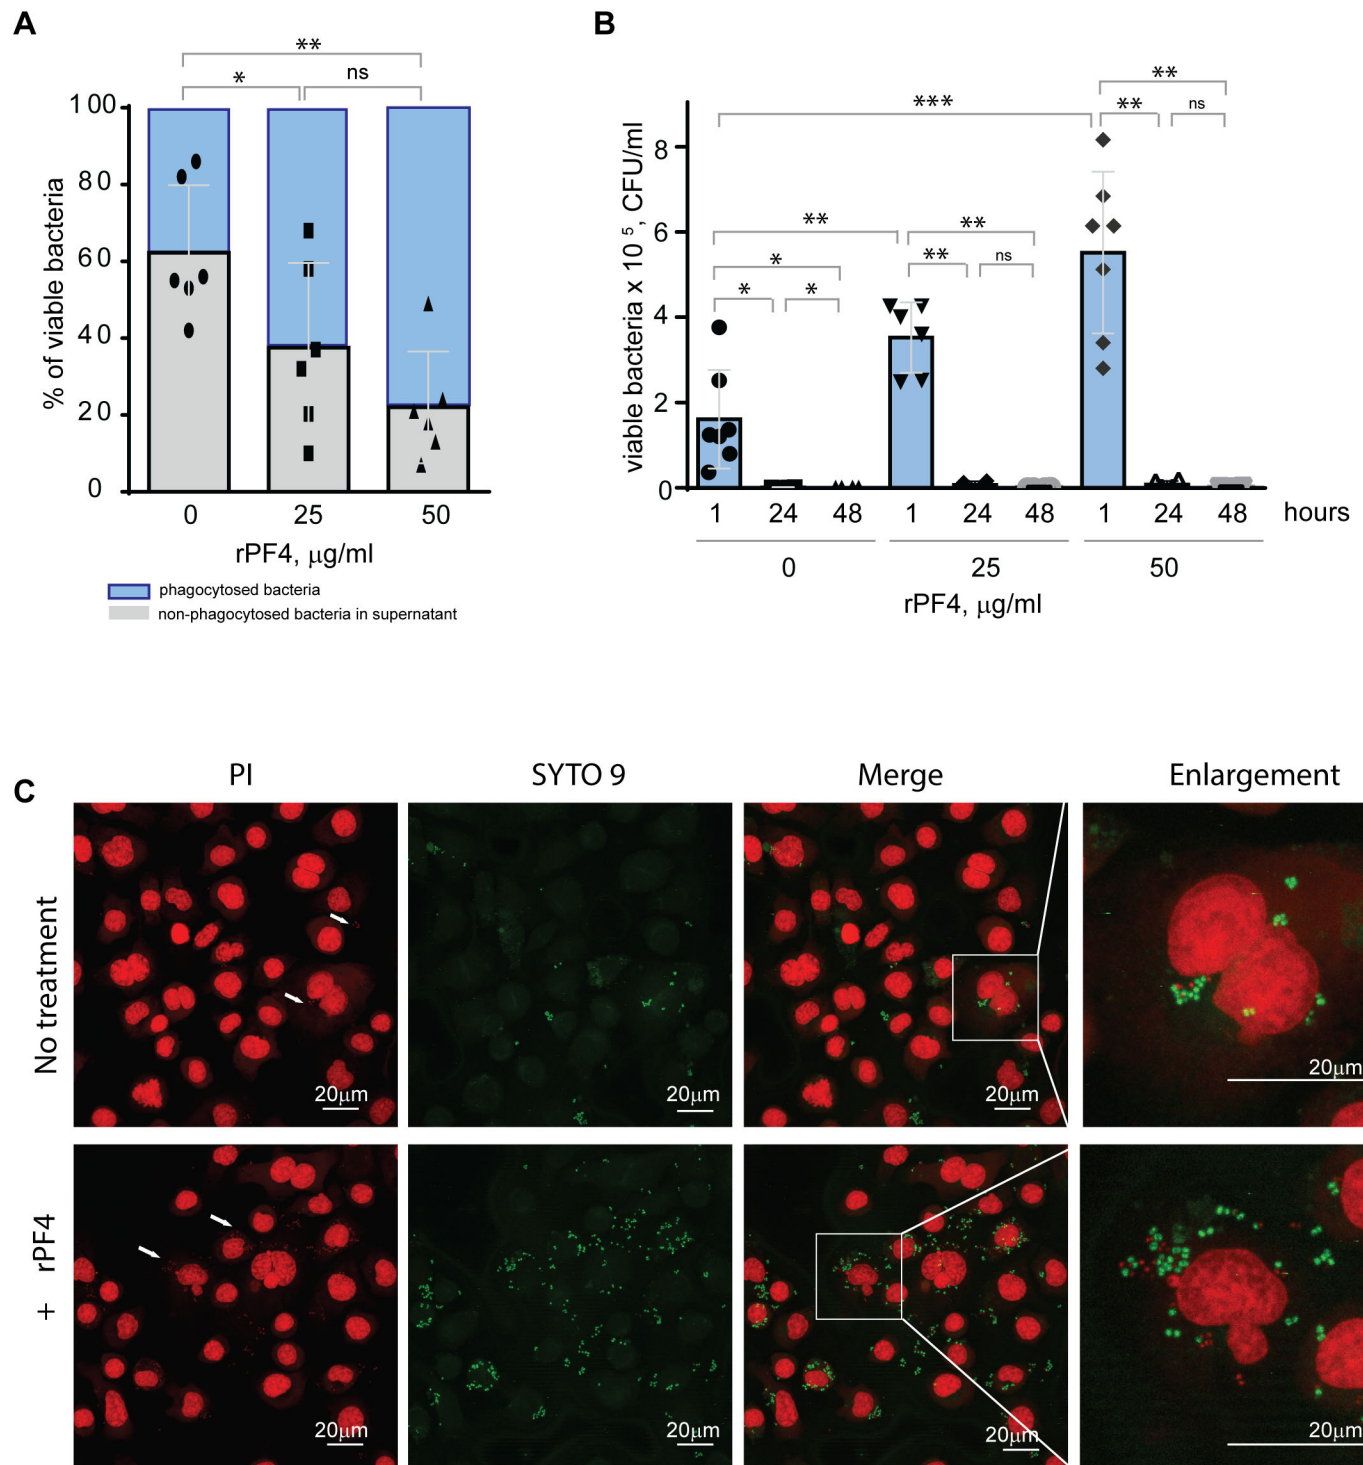 A
**
*
ns
100
80
60
40
20
0
% of viable bacteria
0 25 50
rPF4, μg/ml
phagocytosed bacteria
non-phagocytosed bacteria in supernatant
B
**
***
** ns
** **
* ** ns
* *
8
6
4
2
0
viable bacteria x 10 5, CFU/ml
1 24 48 1 24 48 1 24 48 hours
0 25 50
rPF4, μg/ml
C
PI SYTO 9 Merge Enlargement
No treatment
20μm 20μm 20μm 20μm
+ rPF4
20μm 20μm 20μm 20μm